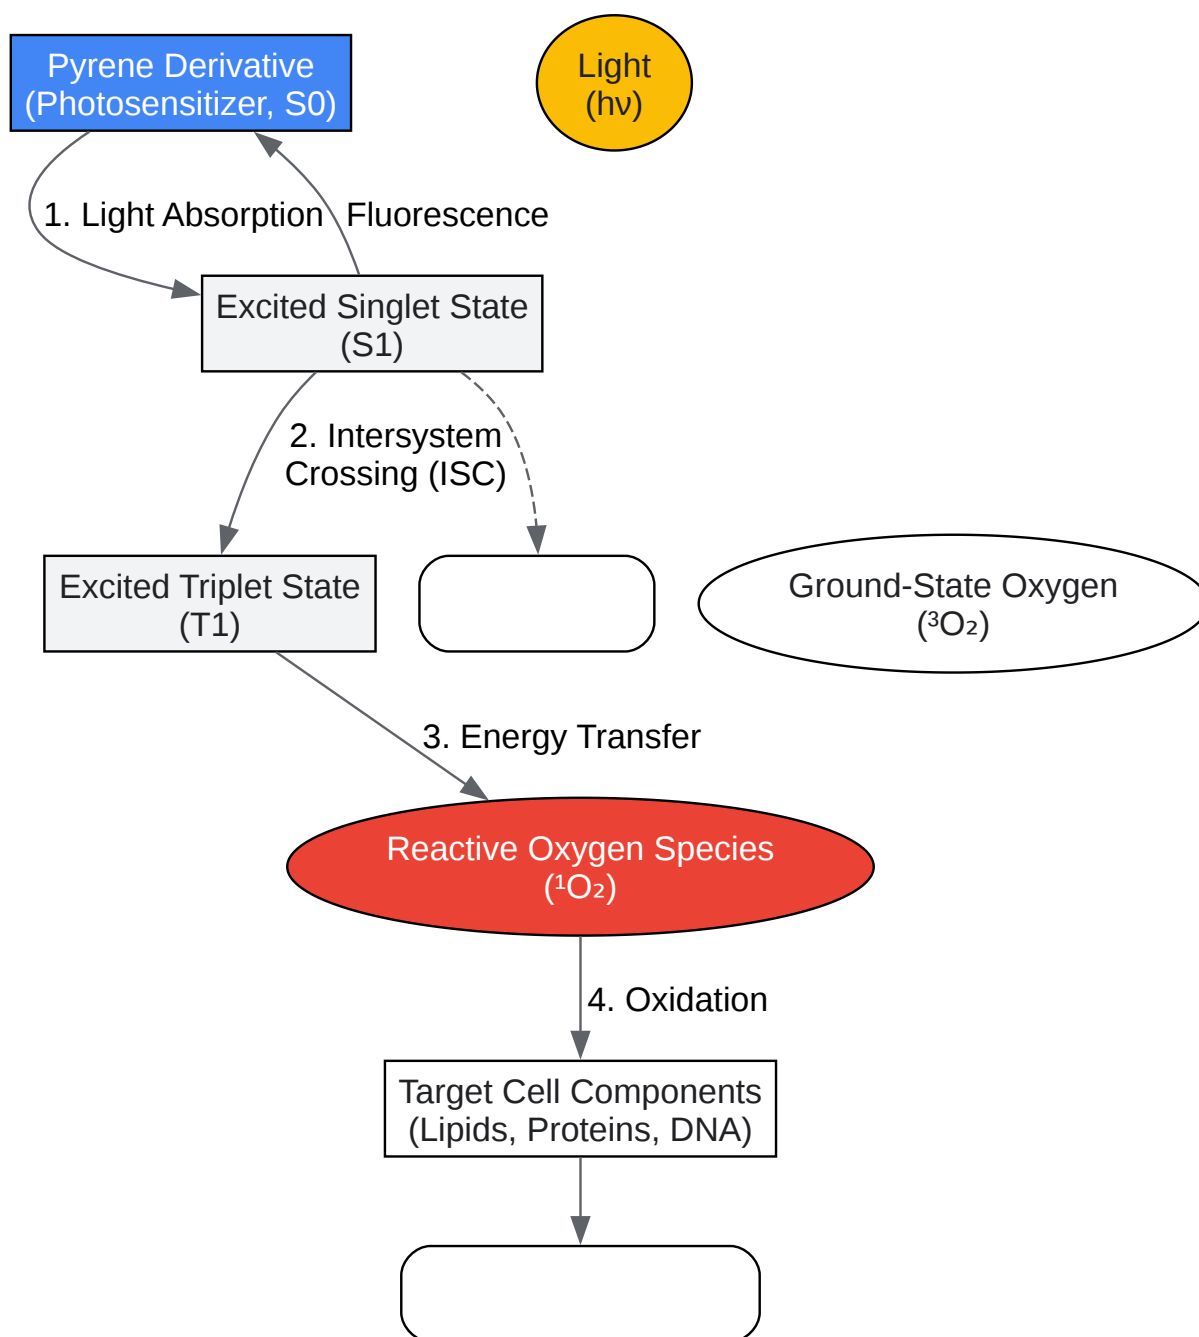 Pyrene Derivative
(Photosensitizer, S0)
Light
(hν)
1. Light Absorption
Fluorescence
Excited Singlet State
(S1)
2. Intersystem
Crossing (ISC)
Excited Triplet State
(T1)
Ground-State Oxygen
(³O₂)
3. Energy Transfer
Reactive Oxygen Species
(¹O₂)
4. Oxidation
Target Cell Components
(Lipids, Proteins, DNA)